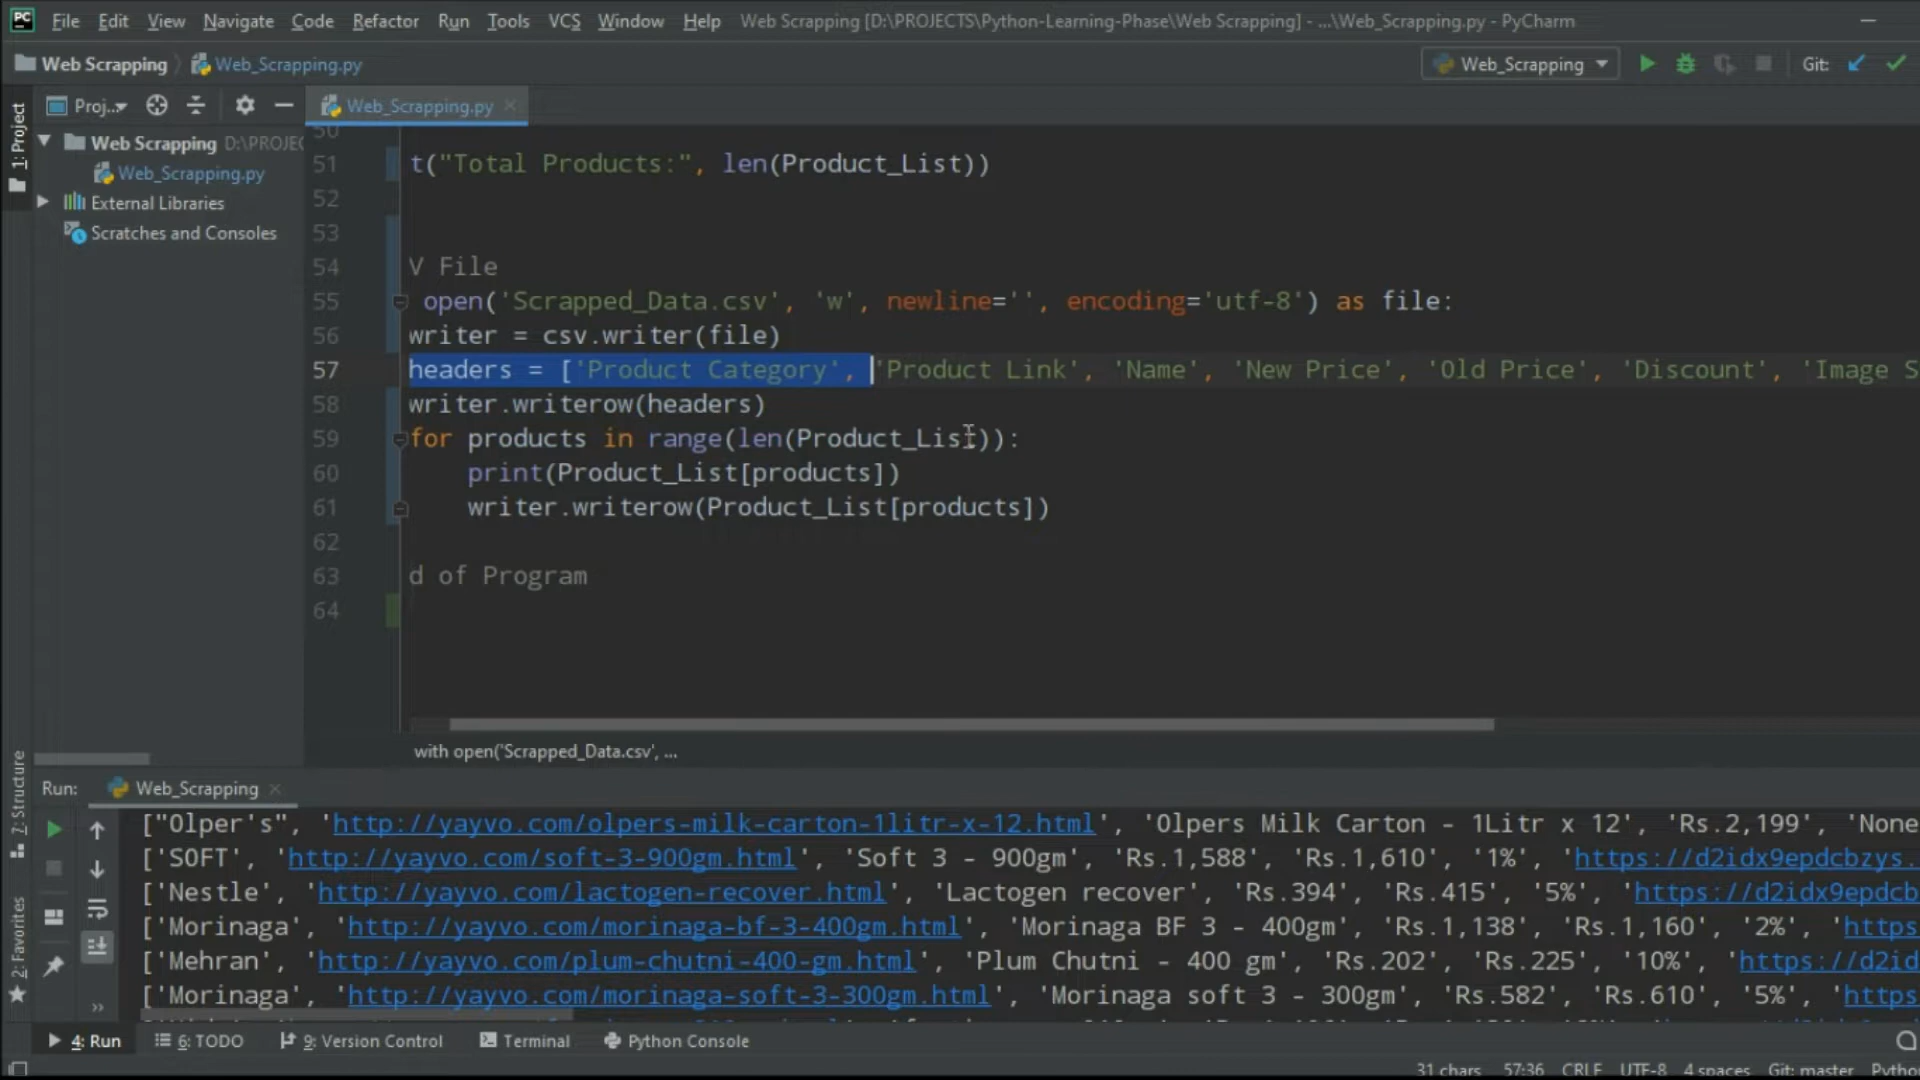 PC File Edit View Navigate Code Refactor Run Tools VCS Window Help Web Scrapping [D:\PROJECTS\Python-Learning-Phase\Web Scrapping] - ...\Web_Scrapping.py - PyCharm
Web Scrapping Web_Scrapping.py Web_Scrapping Git:
1: Project Proj... Web_Scrapping.py
Web Scrapping D:\PROJEC
Web_Scrapping.py
External Libraries
Scratches and Consoles
50
51 t("Total Products:", len(Product_List))
52
53
54 V File
55 open('Scrapped_Data.csv', 'w', newline='', encoding='utf-8') as file:
56 writer = csv.writer(file)
57 headers = ['Product Category', 'Product Link', 'Name', 'New Price', 'Old Price', 'Discount', 'Image S
58 writer.writerow(headers)
59 for products in range(len(Product_List)):
60 print(Product_List[products])
61 writer.writerow(Product_List[products])
62
63 d of Program
64
with open('Scrapped_Data.csv', ...
7: Structure
2: Favorites
Run: Web_Scrapping
["Olper's", 'http://yayvo.com/olpers-milk-carton-1litr-x-12.html', 'Olpers Milk Carton - 1Litr x 12', 'Rs.2,199', 'None
['SOFT', 'http://yayvo.com/soft-3-900gm.html', 'Soft 3 - 900gm', 'Rs.1,588', 'Rs.1,610', '1%', 'https://d2idx9epdcbzys.
['Nestle', 'http://yayvo.com/lactogen-recover.html', 'Lactogen recover', 'Rs.394', 'Rs.415', '5%', 'https://d2idx9epdcb
['Morinaga', 'http://yayvo.com/morinaga-bf-3-400gm.html', 'Morinaga BF 3 - 400gm', 'Rs.1,138', 'Rs.1,160', '2%', 'https
['Mehran', 'http://yayvo.com/plum-chutni-400-gm.html', 'Plum Chutni - 400 gm', 'Rs.202', 'Rs.225', '10%', 'https://d2id
['Morinaga', 'http://yayvo.com/morinaga-soft-3-300gm.html', 'Morinaga soft 3 - 300gm', 'Rs.582', 'Rs.610', '5%', 'https
4: Run 6: TODO 9: Version Control Terminal Python Console
31 chars 57:36 CRLF UTF-8 4 spaces Git: master Pytho